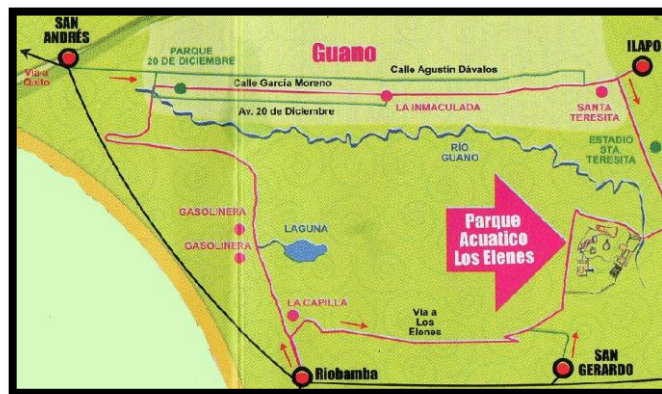 SAN
ANDRÉS
Via a
Quito
PARQUE
20 DE DICIEMBRE
Guano
Calle Agustín Dávalos
ILAPO
Calle García Moreno
Av. 20 de Diciembre
LA INMACULADA
SANTA
TERESITA
ESTADIO
STA.
TERESITA
RÍO
GUANO
GASOLINERA
GASOLINERA
LAGUNA
Parque
Acuatico
Los Elenes
LA CAPILLA
Via a
Los
Elenes
Riobamba
SAN
GERARDO